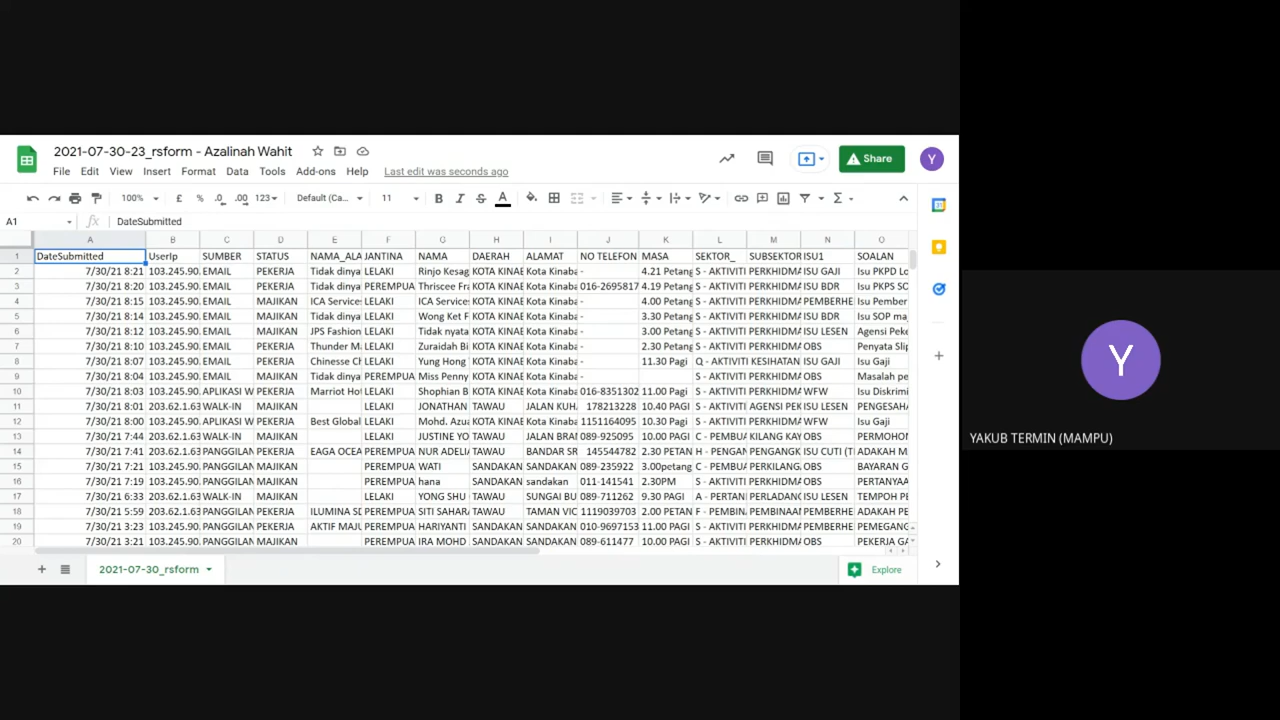 2021-07-30-23_rsform - Azalinah Wahit
File Edit View Insert Format Data Tools Add-ons Help Last edit was seconds ago
Share
Y
100% £ % .0 .00 123 Default (Ca... 11 B I S A
A1 fx DateSubmitted
A B C D E F G H I J K L M N O
1 DateSubmitted UserIp SUMBER STATUS NAMA_ALA JANTINA NAMA DAERAH ALAMAT NO TELEFON MASA SEKTOR_ SUBSEKTOR ISU1 SOALAN
2 7/30/21 8:21 103.245.90. EMAIL PEKERJA Tidak dinya LELAKI Rinjo Kesag KOTA KINAB Kota Kinaba - 4.21 Petang S - AKTIVITI PERKHIDMA ISU GAJI Isu PKPD Lo
3 7/30/21 8:20 103.245.90. EMAIL PEKERJA Tidak dinya PEREMPUA Thriscee Fra KOTA KINAB Kota Kinaba 016-2695817 4.19 Petang S - AKTIVITI PERKHIDMA ISU BDR Isu PKPS SO
4 7/30/21 8:15 103.245.90. EMAIL MAJIKAN ICA Services LELAKI ICA Services KOTA KINAB Kota Kinaba - 4.00 Petang S - AKTIVITI PERKHIDMA PEMBERHE Isu Pember
5 7/30/21 8:14 103.245.90. EMAIL MAJIKAN LELAKI Wong Ket F KOTA KINAB Kota Kinaba - 3.30 Petang S - AKTIVITI PERKHIDMA ISU BDR Isu SOP maj
6 7/30/21 8:12 103.245.90. EMAIL MAJIKAN JPS Fashion LELAKI Tidak nyata KOTA KINAB Kota Kinaba - 3.00 Petang S - AKTIVITI PERKHIDMA ISU LESEN Agensi Peke
7 7/30/21 8:10 103.245.90. EMAIL PEKERJA Thunder M LELAKI Zuraidah Bi KOTA KINAB Kota Kinaba - 2.30 Petang S - AKTIVITI PERKHIDMA OBS Penyata Slip
8 7/30/21 8:07 103.245.90. EMAIL PEKERJA Chinesse Ch LELAKI Yung Hong KOTA KINAB Kota Kinaba - 11.30 Pagi Q - AKTIVITI KESIHATAN ISU GAJI Isu Gaji
9 7/30/21 8:04 103.245.90. EMAIL MAJIKAN Tidak dinya PEREMPUA Miss Penny KOTA KINAB Kota Kinaba - S - AKTIVITI PERKHIDMA OBS Masalah pe
10 7/30/21 8:03 103.245.90. APLIKASI W PEKERJA Marriot Hot LELAKI Shophian B KOTA KINAB Kota Kinaba 016-8351302 11.00 Pagi S - AKTIVITI PERKHIDMA WFW Isu Diskrimi
11 7/30/21 8:01 203.62.1.63 WALK-IN MAJIKAN LELAKI JONATHAN TAWAU JALAN KUHA 178213228 10.40 PAGI S - AKTIVITI AGENSI PEK ISU LESEN PENGESAHA
12 7/30/21 8:00 203.62.1.63 APLIKASI W PEKERJA Best Global LELAKI Mohd. Azua KOTA KINAB Kota Kinaba 1151164095 10.30 Pagi S - AKTIVITI PERKHIDMA WFW Isu Gaji
13 7/30/21 7:44 203.62.1.63 WALK-IN MAJIKAN LELAKI JUSTINE YO TAWAU JALAN BRAN 089-925095 10.00 PAGI C - PEMBUA KILANG KAY OBS PERMOHON
14 7/30/21 7:41 203.62.1.63 PANGGILAN PEKERJA EAGA OCEA PEREMPUA NUR ADELIA TAWAU BANDAR SR 145544782 2.30 PETAN H - PENGAN PENGANGK ISU CUTI (T ADAKAH M
15 7/30/21 7:21 103.245.90. PANGGILAN MAJIKAN PEREMPUA WATI SANDAKAN SANDAKAN 089-235922 3.00petang C - PEMBUA PERKILANG OBS BAYARAN G
16 7/30/21 7:19 103.245.90. PANGGILAN MAJIKAN PEREMPUA hana SANDAKAN sandakan 011-141541 2.30PM S - AKTIVITI PERKHIDMA OBS PERTANYAA
17 7/30/21 6:33 203.62.1.63 WALK-IN MAJIKAN LELAKI YONG SHU TAWAU SUNGAI BU 089-711262 9.30 PAGI A - PERTAN PERLADANG ISU LESEN TEMPOH PE
18 7/30/21 5:59 203.62.1.63 PANGGILAN PEKERJA ILUMINA SD PEREMPUA SITI SAHARA TAWAU TAMAN VIC 1119039703 2.00 PETAN F - PEMBINA PEMBINAAN PEMBERHE ADAKAH PE
19 7/30/21 3:23 103.245.90. PANGGILAN PEKERJA AKTIF MAJU PEREMPUA HARIYANTI SANDAKAN SANDAKAN 010-9697153 11.00 PAGI S - AKTIVITI PERKHIDMA PEMBERHE PEMEGANG
20 7/30/21 3:21 103.245.90. PANGGILAN MAJIKAN PEREMPUA IRA MOHD SANDAKAN SANDAKAN 089-611477 10.00 PAGI S - AKTIVITI PERKHIDMA OBS PEKERJA GA
2021-07-30_rsform
Explore
Y
YAKUB TERMIN (MAMPU)